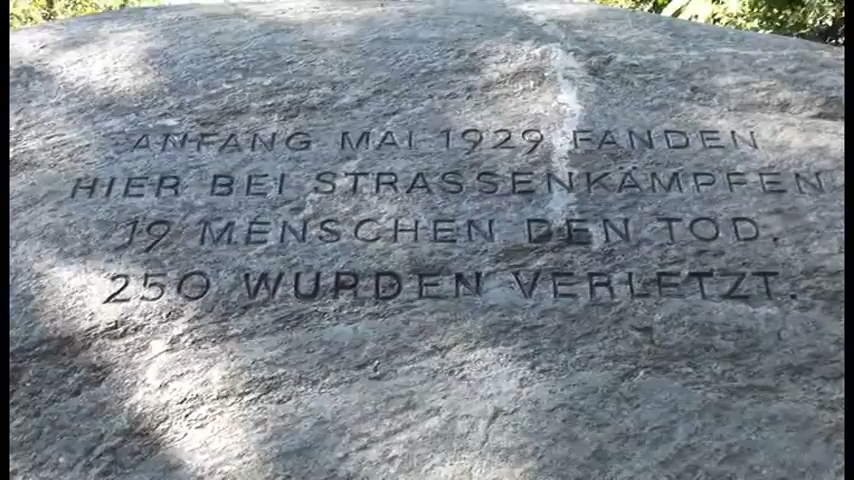 ANFANG MAI 1929 FANDEN
HIER BEI STRASSENKÄMPFEN
19 MENSCHEN DEN TOD.
250 WURDEN VERLETZT.